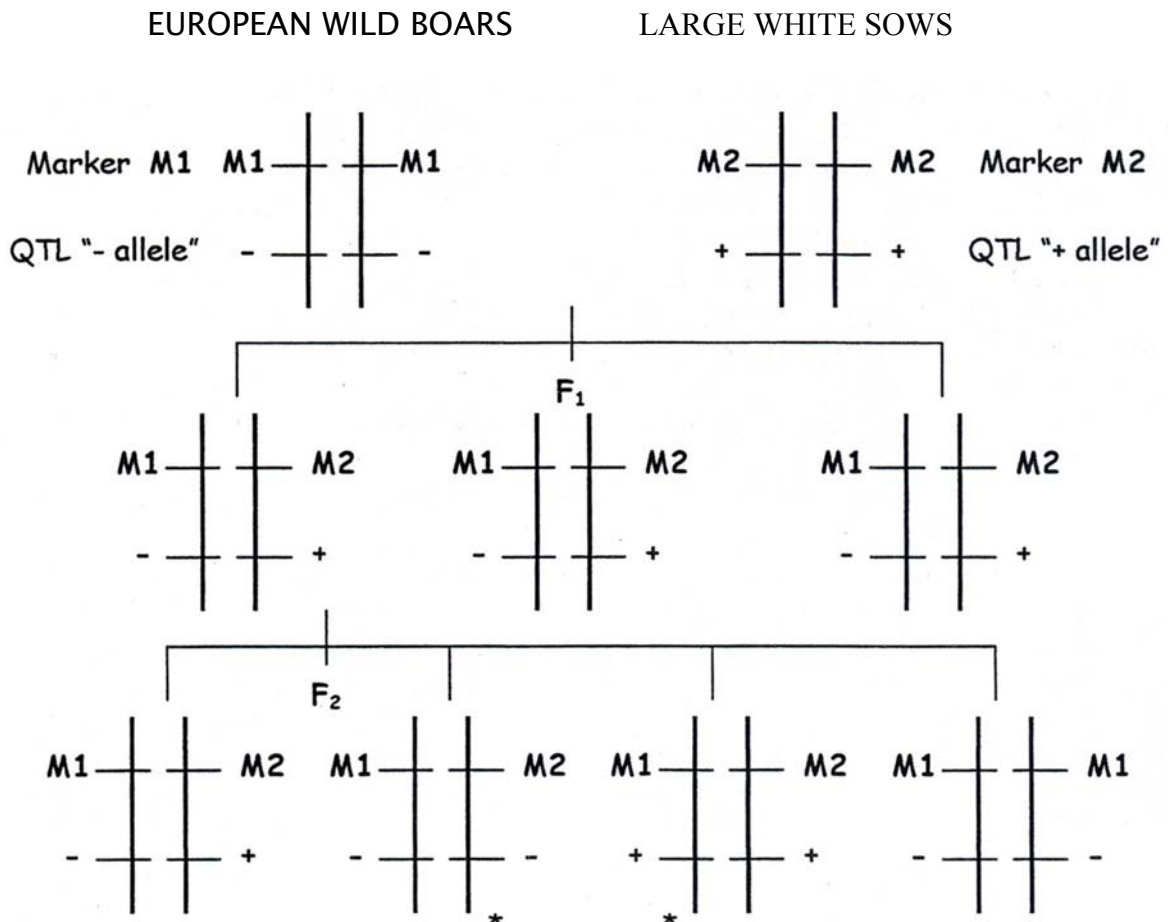 EUROPEAN WILD BOARS LARGE WHITE SOWS
Marker M1 M1 M1 M2 M2 Marker M2
QTL "- allele" - - + + QTL "+ allele"
F₁
M1 M2 M1 M2 M1 M2
- + - + - +
F₂
M1 M2 M1 M2 M1 M2 M1 M1
- + - - + + - -
* *